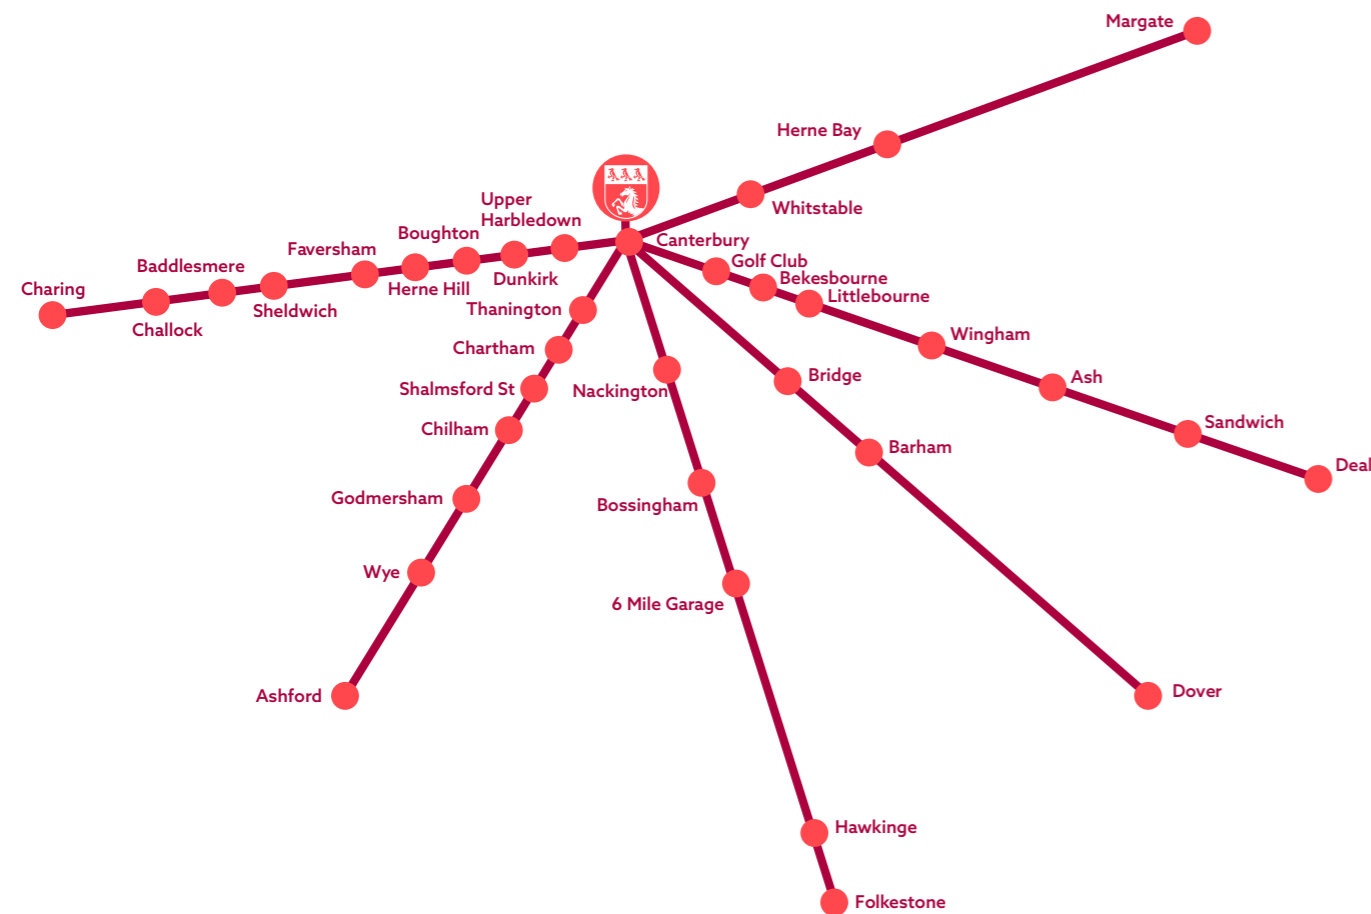 Margate
Herne Bay
Whitstable
Upper
Harbledown
Boughton
Faversham
Baddlesmere
Charing
Challock
Sheldwich
Herne Hill
Dunkirk
Canterbury
Golf Club
Bekesbourne
Littlebourne
Wingham
Ash
Sandwich
Deal
Thanington
Chartham
Shalmsford St
Chilham
Godmersham
Wye
Ashford
Nackington
Bossingham
6 Mile Garage
Hawkinge
Folkestone
Bridge
Barham
Dover